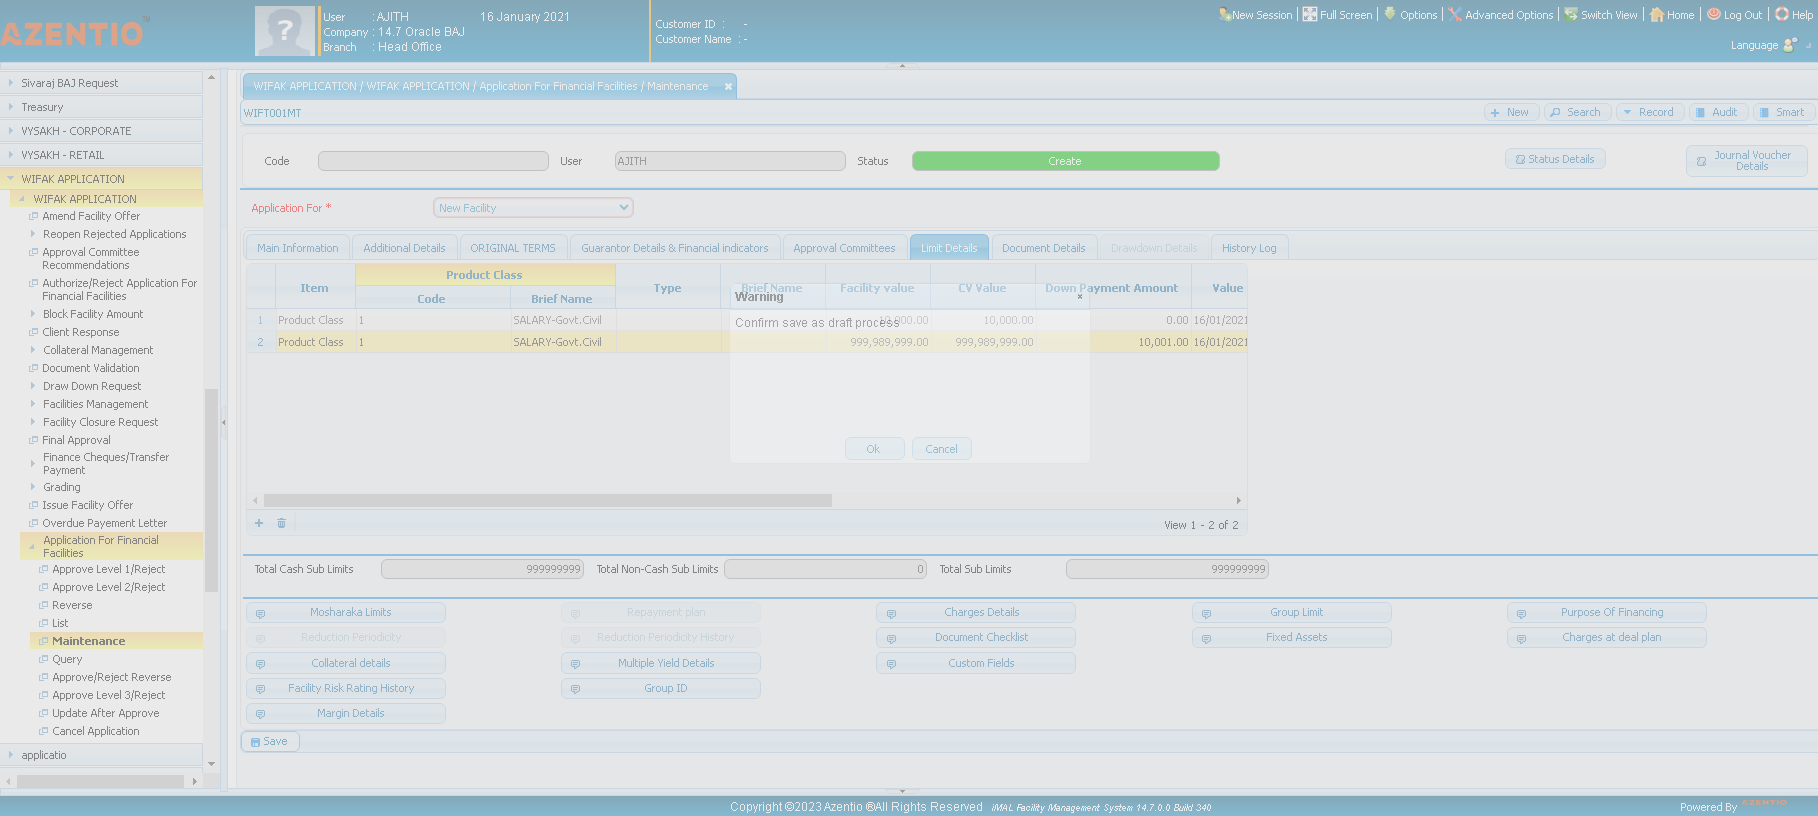 AZENTIO
User : AJITH 16 January 2021
Company : 14.7 Oracle BAJ
Branch : Head Office
Customer ID : -
Customer Name : -
New Session Full Screen Options Advanced Options Switch View Home Log Out Help
Language
Sivaraj BAJ Request
Treasury
VYSAKH - CORPORATE
VYSAKH - RETAIL
WIFAK APPLICATION
WIFAK APPLICATION
Amend Facility Offer
Reopen Rejected Applications
Approval Committee
Recommendations
Authorize/Reject Application For
Financial Facilities
Block Facility Amount
Client Response
Collateral Management
Document Validation
Draw Down Request
Facilities Management
Facility Closure Request
Final Approval
Finance Cheques/Transfer
Payment
Grading
Issue Facility Offer
Overdue Payement Letter
Application For Financial
Facilities
Approve Level 1/Reject
Approve Level 2/Reject
Reverse
List
Maintenance
Query
Approve/Reject Reverse
Approve Level 3/Reject
Update After Approve
Cancel Application
applicatio
WIFAK APPLICATION / WIFAK APPLICATION / Application For Financial Facilities / Maintenance
WIFT001MT
New Search Record Audit Smart
Code User AJITH Status Create
Status Details
Journal Voucher
Details
Application For * New Facility
Main Information Additional Details ORIGINAL TERMS Guarantor Details & Financial indicators Approval Committees Limit Details Document Details Drawdown Details History Log
Product Class
Item Code Brief Name Type Brief Name Facility value CV Value Down Payment Amount Value
1 Product Class 1 SALARY-Govt.Civil 10,000.00 10,000.00 0.00 16/01/2021
2 Product Class 1 SALARY-Govt.Civil 999,989,999.00 999,989,999.00 10,001.00 16/01/2021
Warning
Confirm save as draft process
Ok Cancel
View 1 - 2 of 2
Total Cash Sub Limits 999999999 Total Non-Cash Sub Limits 0 Total Sub Limits 999999999
Mosharaka Limits Repayment plan Charges Details Group Limit Purpose Of Financing
Reduction Periodicity Reduction Periodicity History Document Checklist Fixed Assets Charges at deal plan
Collateral details Multiple Yield Details Custom Fields
Facility Risk Rating History Group ID
Margin Details
Save
Copyright ©2023 Azentio ®All Rights Reserved iMAL Facility Management System 14.7.0.0 Build 340
Powered By AZENTIO